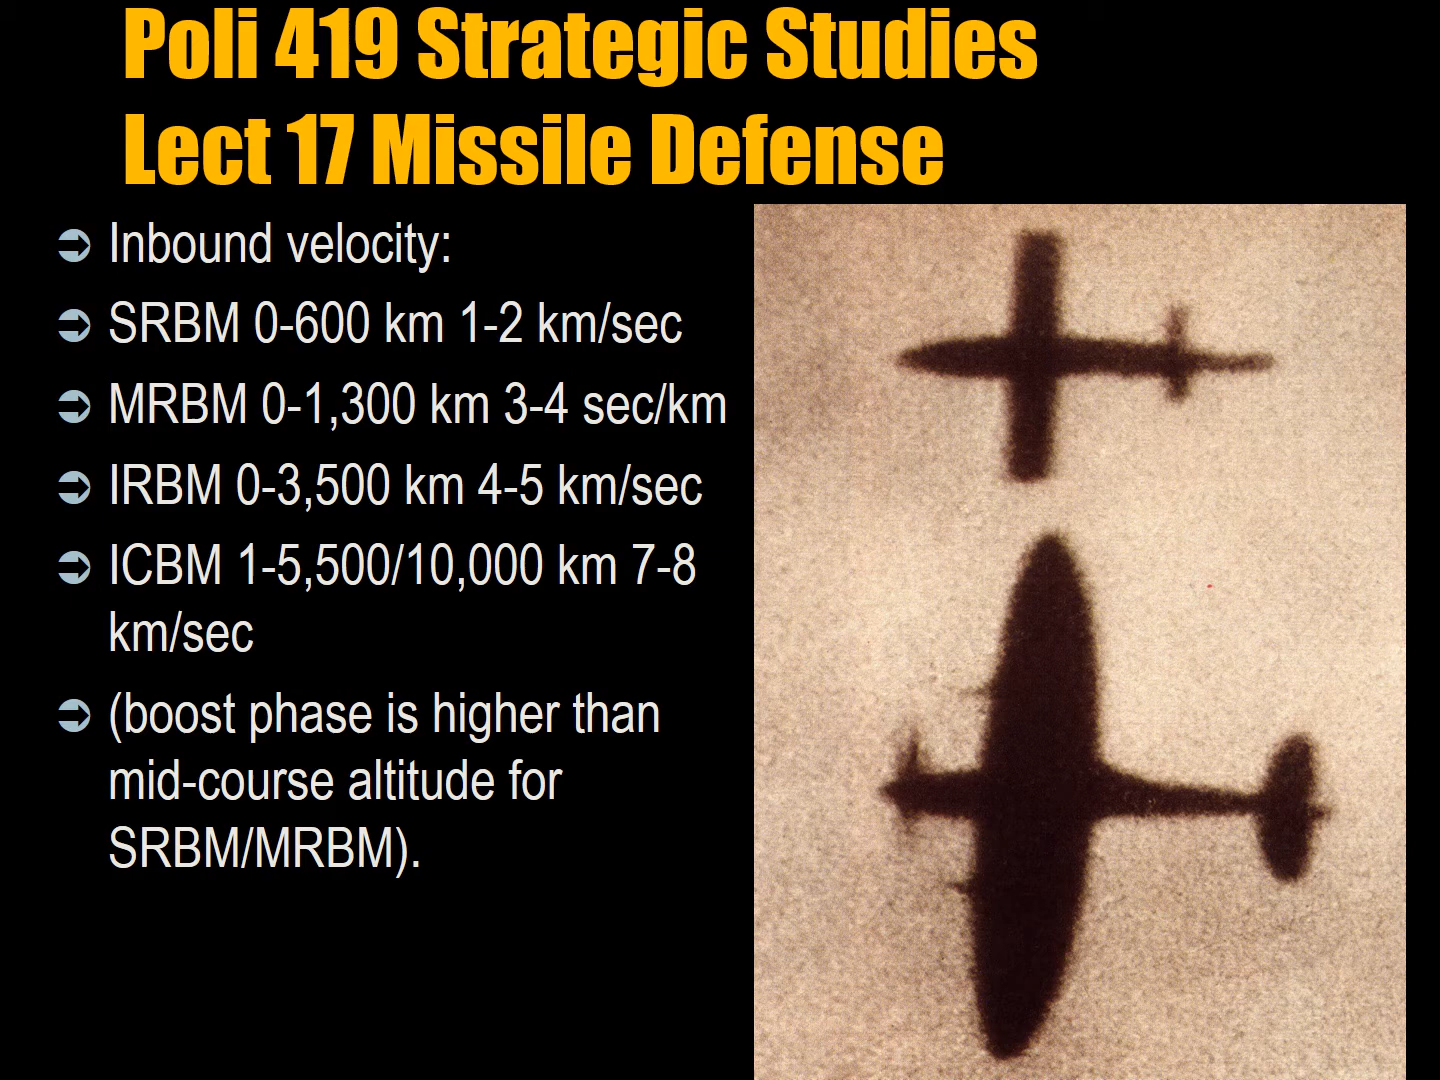 Poli 419 Strategic Studies
Lect 17 Missile Defense
Inbound velocity:
SRBM 0-600 km 1-2 km/sec
MRBM 0-1,300 km 3-4 sec/km
IRBM 0-3,500 km 4-5 km/sec
ICBM 1-5,500/10,000 km 7-8
km/sec
(boost phase is higher than
mid-course altitude for
SRBM/MRBM).